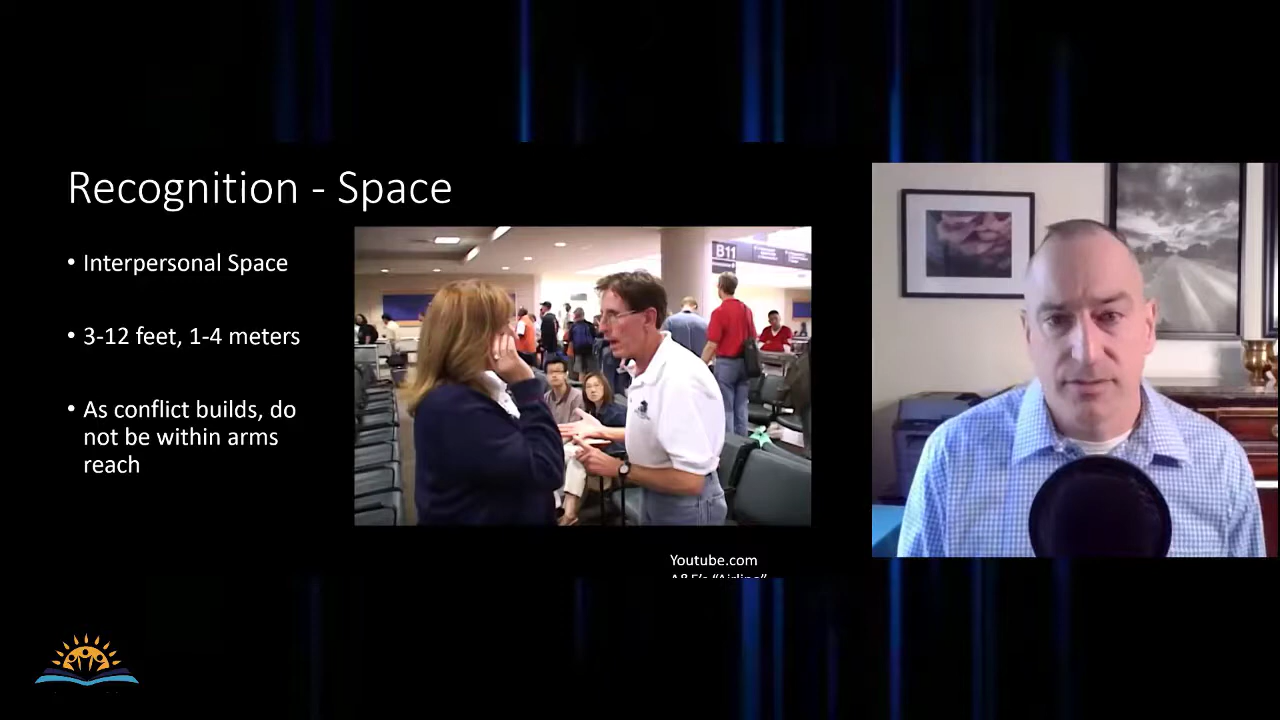 Recognition - Space
• Interpersonal Space
• 3-12 feet, 1-4 meters
• As conflict builds, do
not be within arms
reach
B11
Youtube.com
A&E's "Airline"